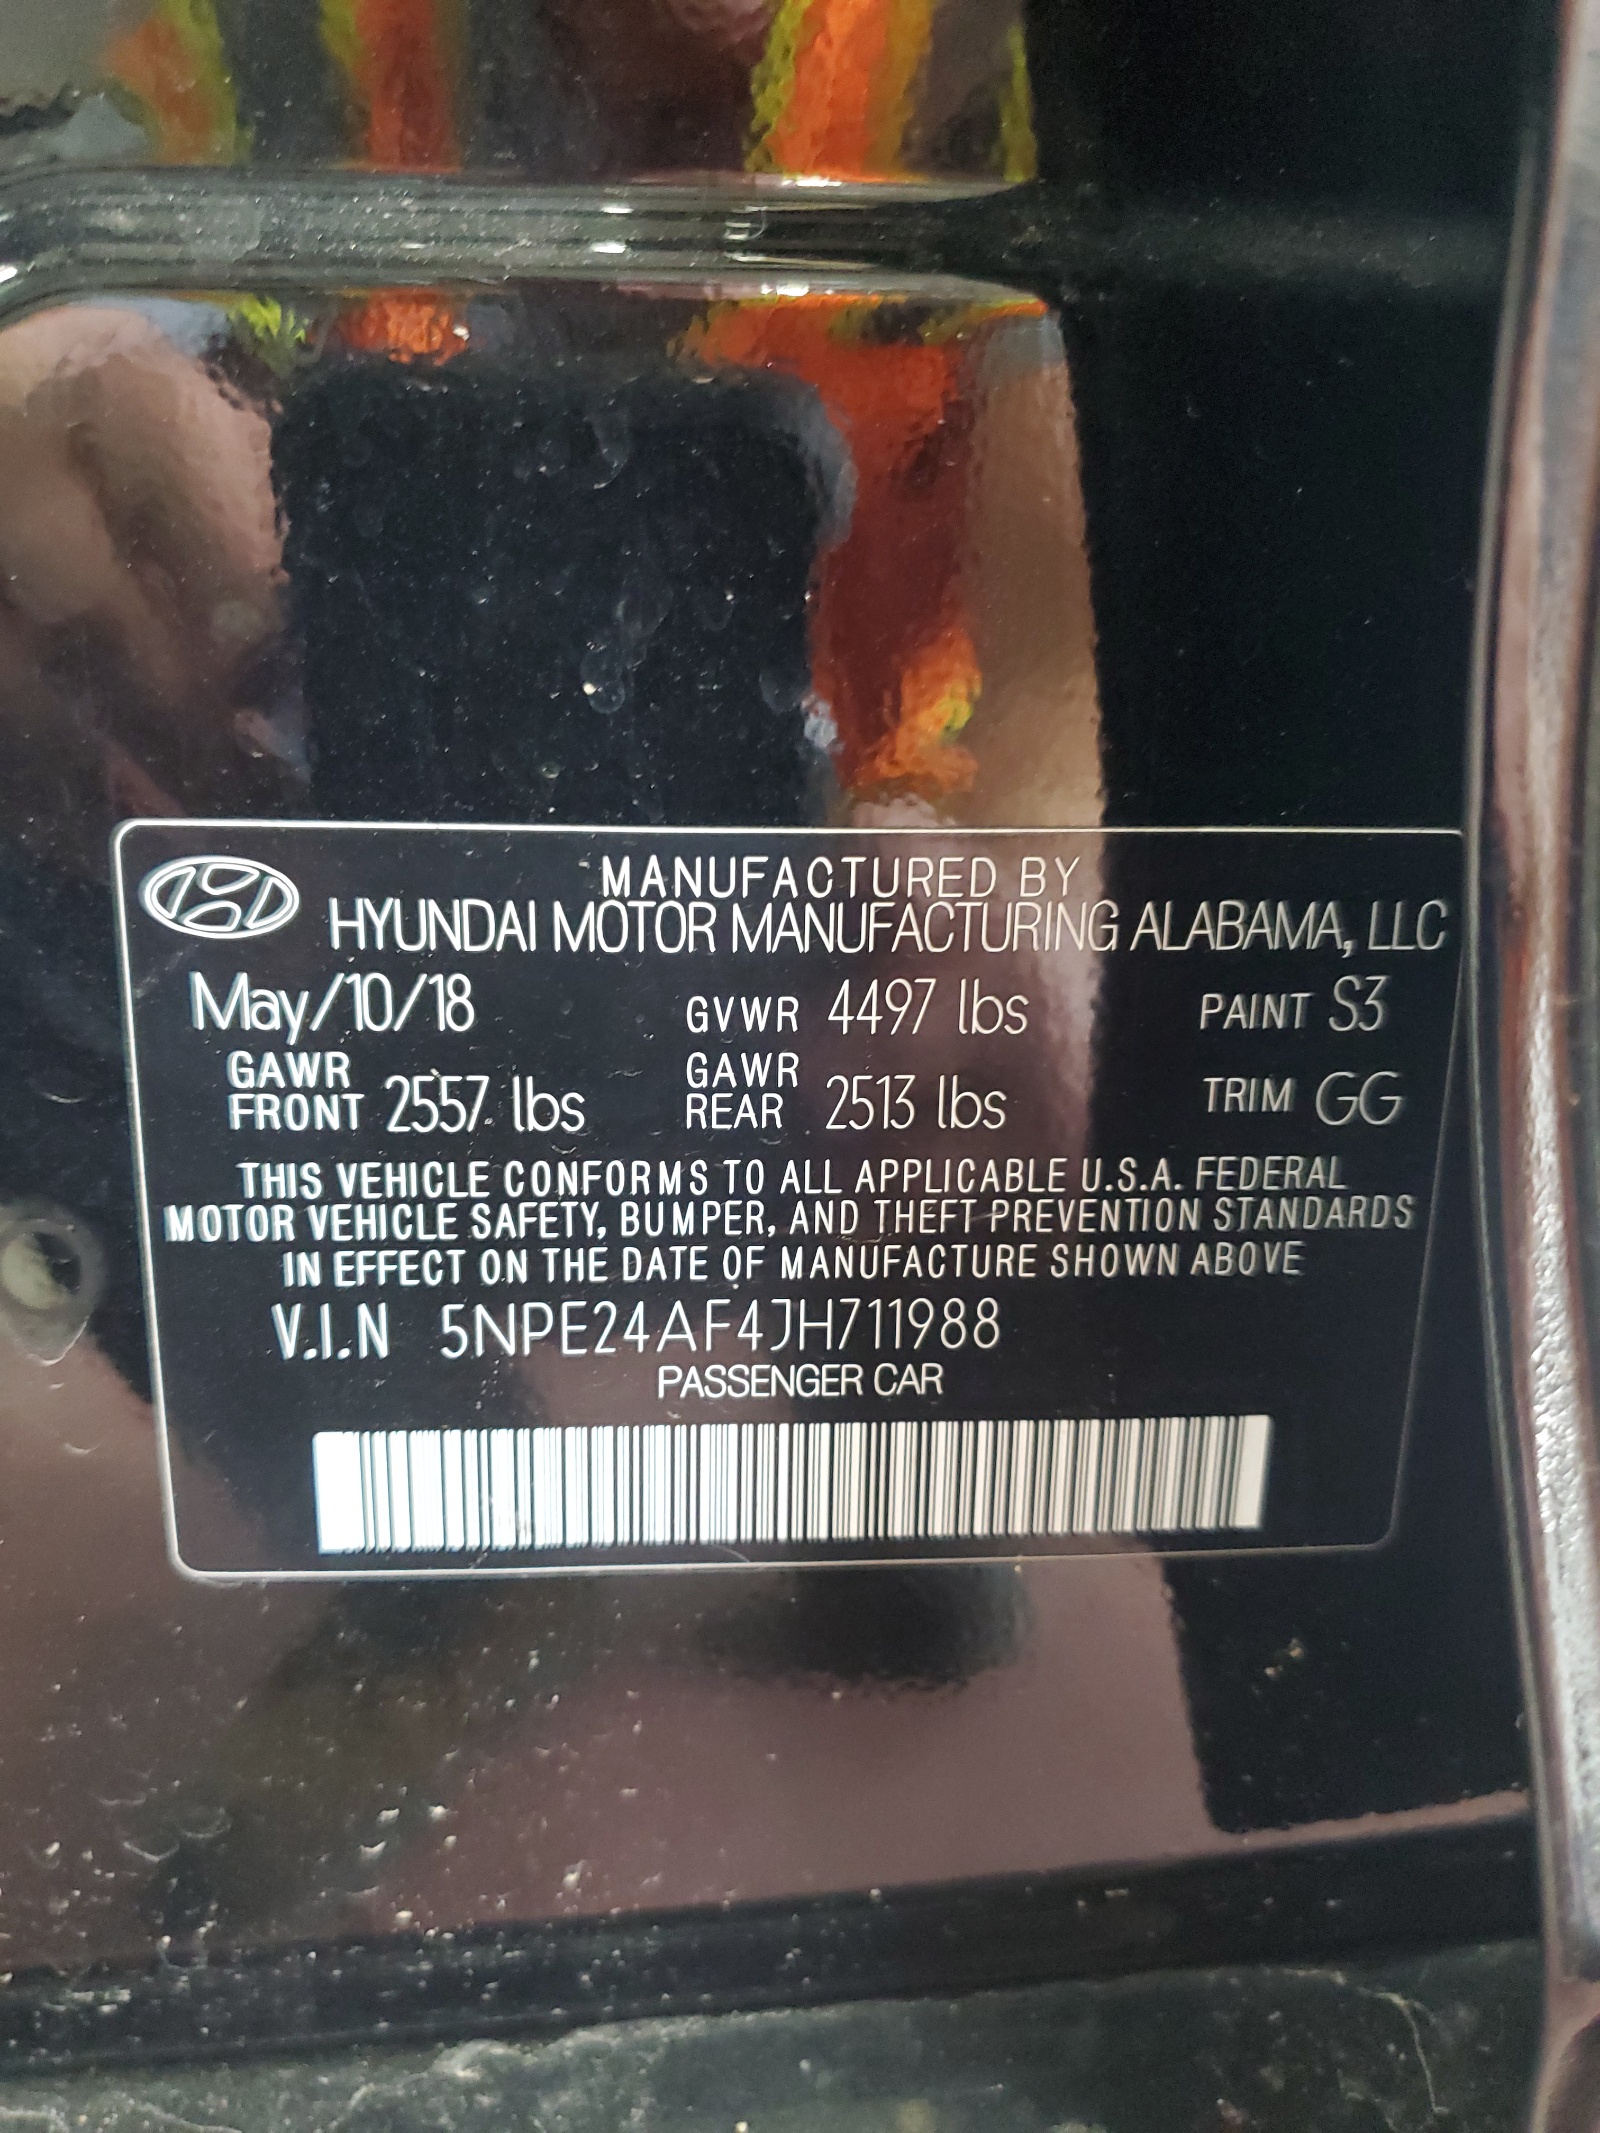 MANUFACTURED BY
HYUNDAI MOTOR MANUFACTURING ALABAMA, LLC
May/10/18 GVWR 4497 lbs PAINT S3
GAWR FRONT 2557 lbs GAWR REAR 2513 lbs TRIM GG
THIS VEHICLE CONFORMS TO ALL APPLICABLE U.S.A. FEDERAL
MOTOR VEHICLE SAFETY, BUMPER, AND THEFT PREVENTION STANDARDS
IN EFFECT ON THE DATE OF MANUFACTURE SHOWN ABOVE
V.I.N 5NPE24AF4JH711988
PASSENGER CAR